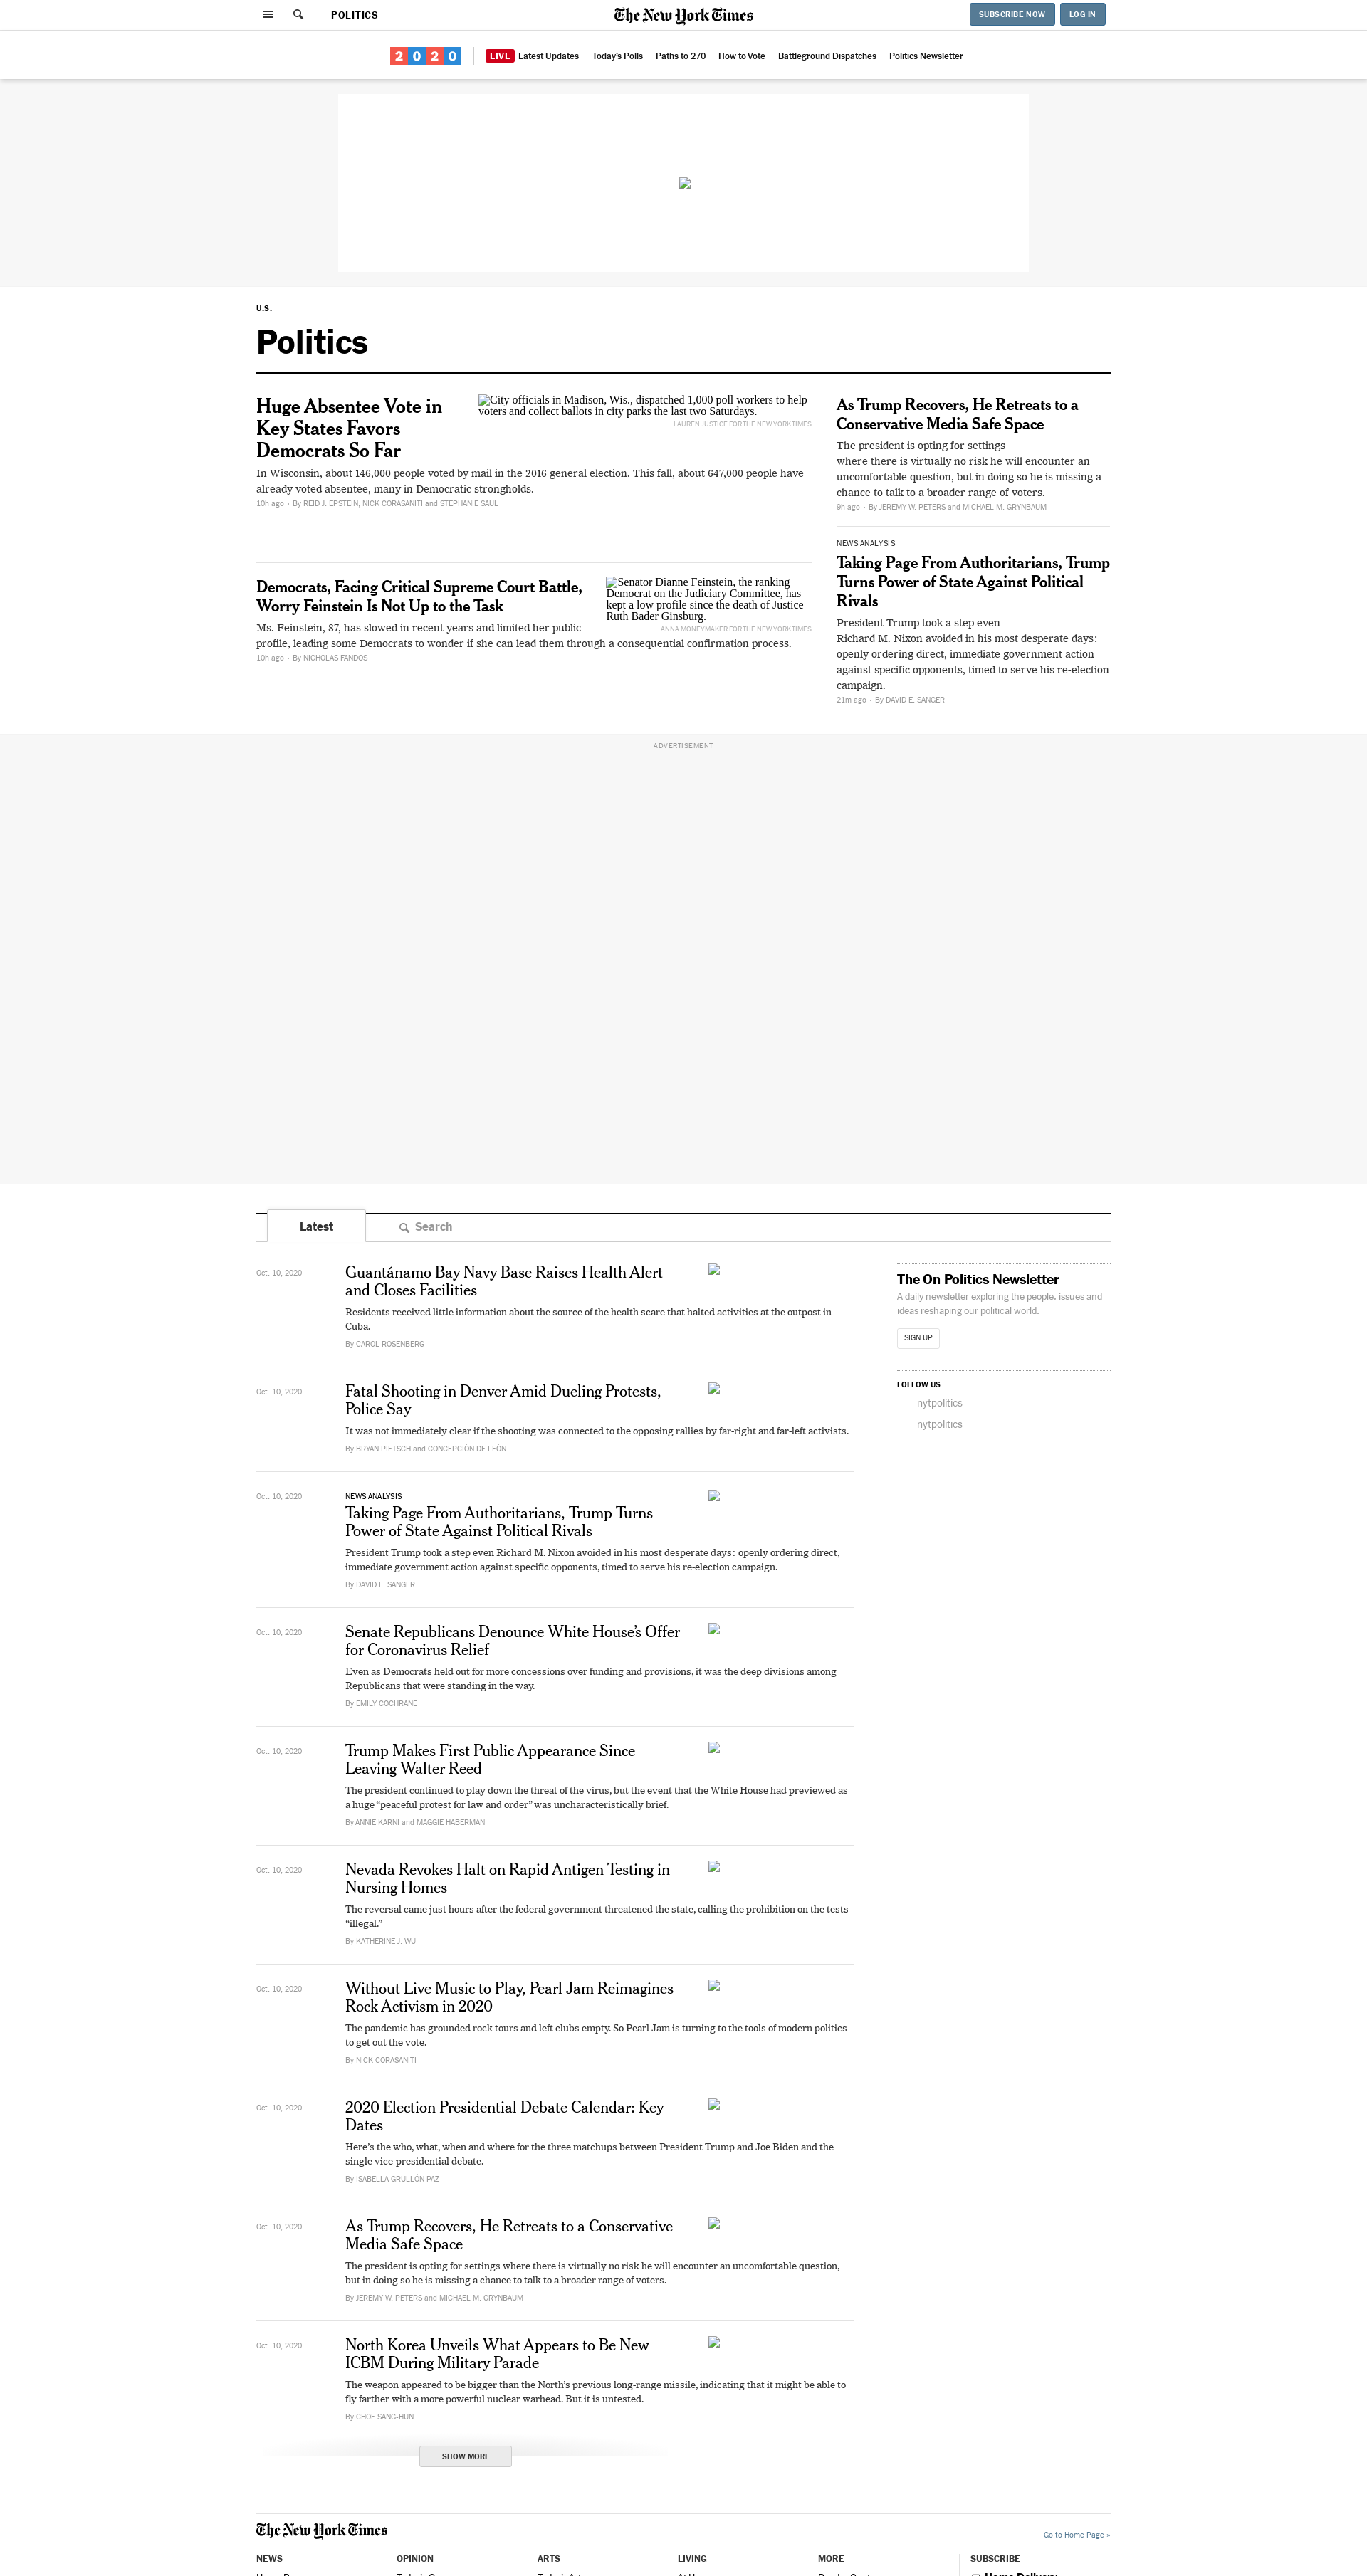 POLITICS
The New York Times
SUBSCRIBE NOW
LOG IN
2020
LIVE Latest Updates
Today's Polls
Paths to 270
How to Vote
Battleground Dispatches
Politics Newsletter
U.S.
Politics
Huge Absentee Vote in
Key States Favors
Democrats So Far
City officials in Madison, Wis., dispatched 1,000 poll workers to help
voters and collect ballots in city parks the last two Saturdays.
LAUREN JUSTICE FOR THE NEW YORK TIMES
In Wisconsin, about 146,000 people voted by mail in the 2016 general election. This fall, about 647,000 people have
already voted absentee, many in Democratic strongholds.
10h ago • By REID J. EPSTEIN, NICK CORASANITI and STEPHANIE SAUL
Democrats, Facing Critical Supreme Court Battle,
Worry Feinstein Is Not Up to the Task
Senator Dianne Feinstein, the ranking
Democrat on the Judiciary Committee, has
kept a low profile since the death of Justice
Ruth Bader Ginsburg.
ANNA MONEYMAKER FOR THE NEW YORK TIMES
Ms. Feinstein, 87, has slowed in recent years and limited her public
profile, leading some Democrats to wonder if she can lead them through a consequential confirmation process.
10h ago • By NICHOLAS FANDOS
As Trump Recovers, He Retreats to a
Conservative Media Safe Space
The president is opting for settings
where there is virtually no risk he will encounter an
uncomfortable question, but in doing so he is missing a
chance to talk to a broader range of voters.
9h ago • By JEREMY W. PETERS and MICHAEL M. GRYNBAUM
NEWS ANALYSIS
Taking Page From Authoritarians, Trump
Turns Power of State Against Political
Rivals
President Trump took a step even
Richard M. Nixon avoided in his most desperate days:
openly ordering direct, immediate government action
against specific opponents, timed to serve his re-election
campaign.
21m ago • By DAVID E. SANGER
ADVERTISEMENT
Latest
Search
Oct. 10, 2020
Guantánamo Bay Navy Base Raises Health Alert
and Closes Facilities
Residents received little information about the source of the health scare that halted activities at the outpost in
Cuba.
By CAROL ROSENBERG
Oct. 10, 2020
Fatal Shooting in Denver Amid Dueling Protests,
Police Say
It was not immediately clear if the shooting was connected to the opposing rallies by far-right and far-left activists.
By BRYAN PIETSCH and CONCEPCIÓN DE LEÓN
Oct. 10, 2020
NEWS ANALYSIS
Taking Page From Authoritarians, Trump Turns
Power of State Against Political Rivals
President Trump took a step even Richard M. Nixon avoided in his most desperate days: openly ordering direct,
immediate government action against specific opponents, timed to serve his re-election campaign.
By DAVID E. SANGER
Oct. 10, 2020
Senate Republicans Denounce White House’s Offer
for Coronavirus Relief
Even as Democrats held out for more concessions over funding and provisions, it was the deep divisions among
Republicans that were standing in the way.
By EMILY COCHRANE
Oct. 10, 2020
Trump Makes First Public Appearance Since
Leaving Walter Reed
The president continued to play down the threat of the virus, but the event that the White House had previewed as
a huge “peaceful protest for law and order” was uncharacteristically brief.
By ANNIE KARNI and MAGGIE HABERMAN
Oct. 10, 2020
Nevada Revokes Halt on Rapid Antigen Testing in
Nursing Homes
The reversal came just hours after the federal government threatened the state, calling the prohibition on the tests
“illegal.”
By KATHERINE J. WU
Oct. 10, 2020
Without Live Music to Play, Pearl Jam Reimagines
Rock Activism in 2020
The pandemic has grounded rock tours and left clubs empty. So Pearl Jam is turning to the tools of modern politics
to get out the vote.
By NICK CORASANITI
Oct. 10, 2020
2020 Election Presidential Debate Calendar: Key
Dates
Here’s the who, what, when and where for the three matchups between President Trump and Joe Biden and the
single vice-presidential debate.
By ISABELLA GRULLÓN PAZ
Oct. 10, 2020
As Trump Recovers, He Retreats to a Conservative
Media Safe Space
The president is opting for settings where there is virtually no risk he will encounter an uncomfortable question,
but in doing so he is missing a chance to talk to a broader range of voters.
By JEREMY W. PETERS and MICHAEL M. GRYNBAUM
Oct. 10, 2020
North Korea Unveils What Appears to Be New
ICBM During Military Parade
The weapon appeared to be bigger than the North’s previous long-range missile, indicating that it might be able to
fly farther with a more powerful nuclear warhead. But it is untested.
By CHOE SANG-HUN
SHOW MORE
The On Politics Newsletter
A daily newsletter exploring the people, issues and
ideas reshaping our political world.
SIGN UP
FOLLOW US
nytpolitics
nytpolitics
The New York Times
Go to Home Page »
NEWS
OPINION
ARTS
LIVING
MORE
SUBSCRIBE